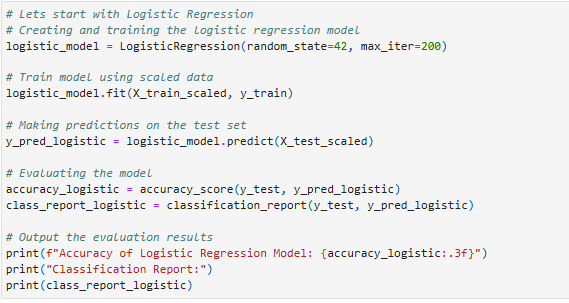 # Lets start with Logistic Regression
# Creating and training the Logistic regression model
logistic_model = LogisticRegression(random_state=42, max_iter=200)
# Train model using scaled data
logistic_model.fit(X_train_scaled, y_train)
# Making predictions on the test set
y_pred_logistic = logistic_model.predict(X_test_scaled)
# Evaluating the model
accuracy_logistic = accuracy_score(y_test, y_pred_logistic)
class_report_logistic = classification_report(y_test, y_pred_logistic)
# Output the evaluation results
print(f"Accuracy of Logistic Regression Model: {accuracy_logistic:.3f}")
print("Classification Report:")
print(class_report_logistic)